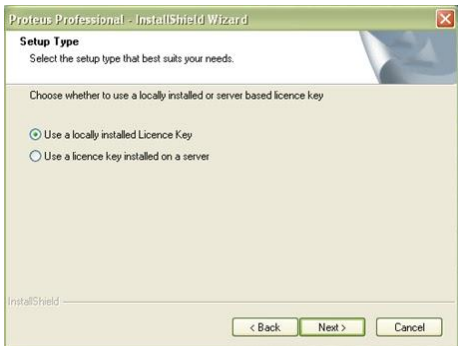 Proteus Professional - InstallShield Wizard
Setup Type
Select the setup type that best suits your needs.
Choose whether to use a locally installed or server based licence key
Use a locally installed Licence Key
Use a licence key installed on a server
InstallShield
< Back Next > Cancel